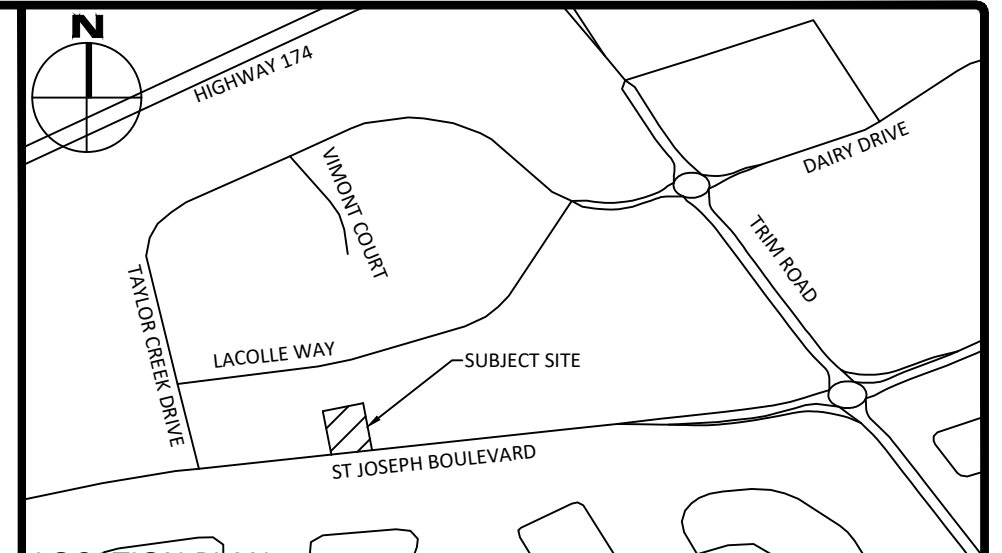 N
HIGHWAY 174
VIMONT COURT
DAIRY DRIVE
TRIM ROAD
TAYLOR CREEK DRIVE
LACOLLE WAY
SUBJECT SITE
ST JOSEPH BOULEVARD